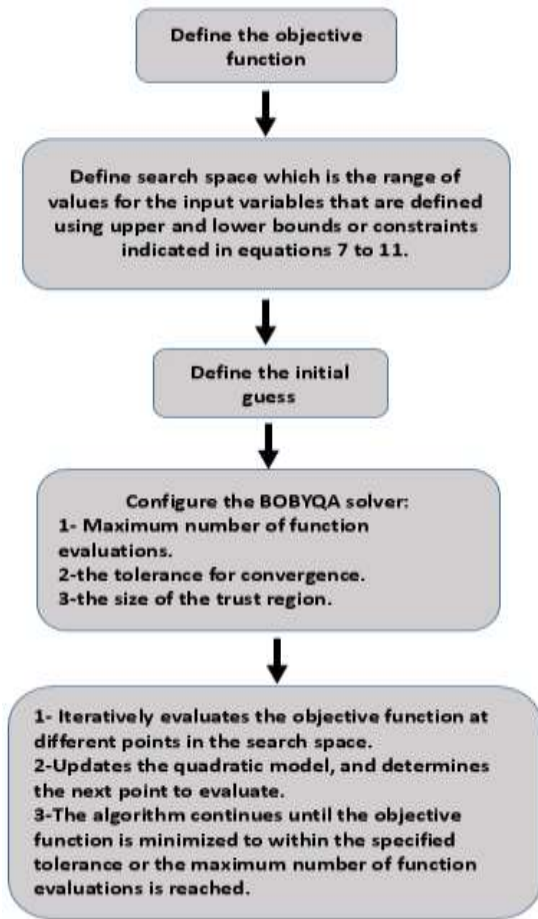 Define the objective
function
Define search space which is the range of
values for the input variables that are defined
using upper and lower bounds or constraints
indicated in equations 7 to 11.
Define the initial
guess
Configure the BOBYQA solver:
1- Maximum number of function
evaluations.
2-the tolerance for convergence.
3-the size of the trust region.
1- Iteratively evaluates the objective function at
different points in the search space.
2-Updates the quadratic model, and determines
the next point to evaluate.
3-The algorithm continues until the objective
function is minimized to within the specified
tolerance or the maximum number of function
evaluations is reached.